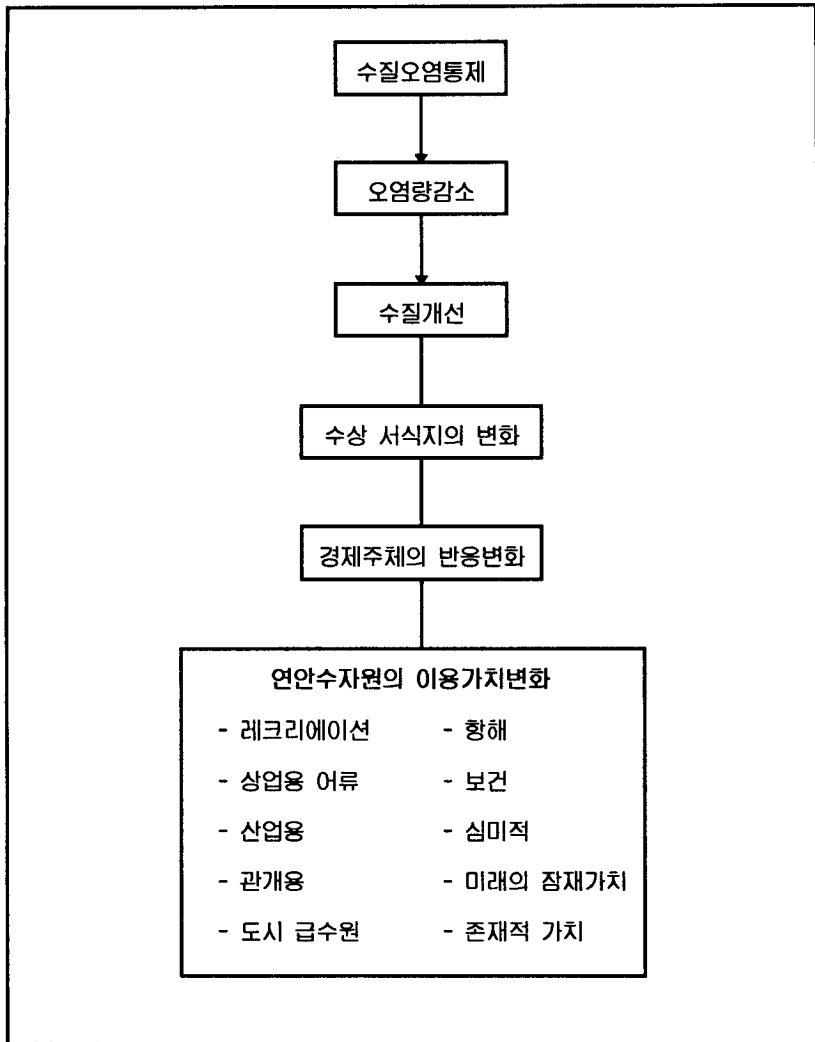 수질오염통제
오염량감소
수질개선
수상 서식지의 변화
경제주체의 반응변화
연안수자원의 이용가치변화
- 레크리에이션 - 항해
- 상업용 어류 - 보건
- 산업용 - 심미적
- 관개용 - 미래의 잠재가치
- 도시 급수원 - 존재적 가치